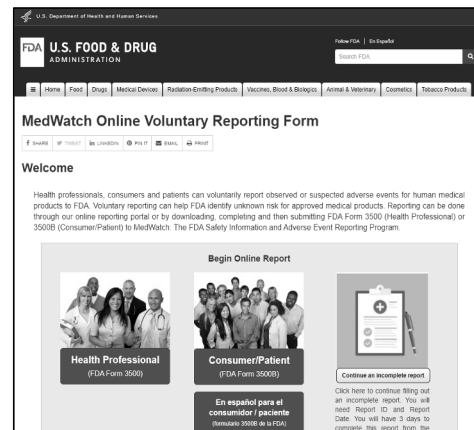 U.S. Department of Health and Human Services
FDA U.S. FOOD & DRUG
ADMINISTRATION
Follow FDA | En Español
Search FDA
Home Food Drugs Medical Devices Radiation-Emitting Products Vaccines, Blood & Biologics Animal & Veterinary Cosmetics Tobacco Products
MedWatch Online Voluntary Reporting Form
SHARE TWEET LINKEDIN PIN IT EMAIL PRINT
Welcome
Health professionals, consumers and patients can voluntarily report observed or suspected adverse events for human medical
products to FDA. Voluntary reporting can help FDA identify unknown risk for approved medical products. Reporting can be done
through our online reporting portal or by downloading, completing and then submitting FDA Form 3500 (Health Professional) or
3500B (Consumer/Patient) to MedWatch: The FDA Safety Information and Adverse Event Reporting Program.
Begin Online Report
Health Professional
(FDA Form 3500)
Consumer/Patient
(FDA Form 3500B)
En español para el
consumidor / paciente
(formulario 3500B de la FDA)
Continue an incomplete report
Click here to continue filling out
an incomplete report. You will
need Report ID and Report
Date. You will have 3 days to
complete this report from the